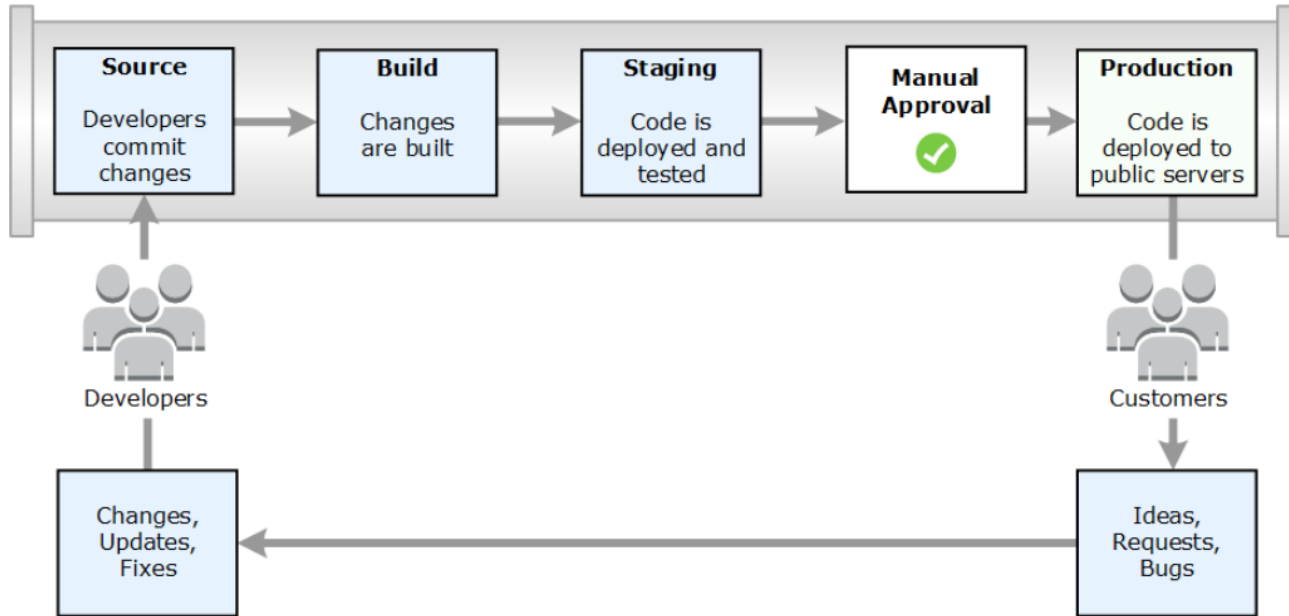 Source
Developers
commit
changes
Build
Changes
are built
Staging
Code is
deployed and
tested
Manual
Approval
Production
Code is
deployed to
public servers
Developers
Customers
Changes,
Updates,
Fixes
Ideas,
Requests,
Bugs